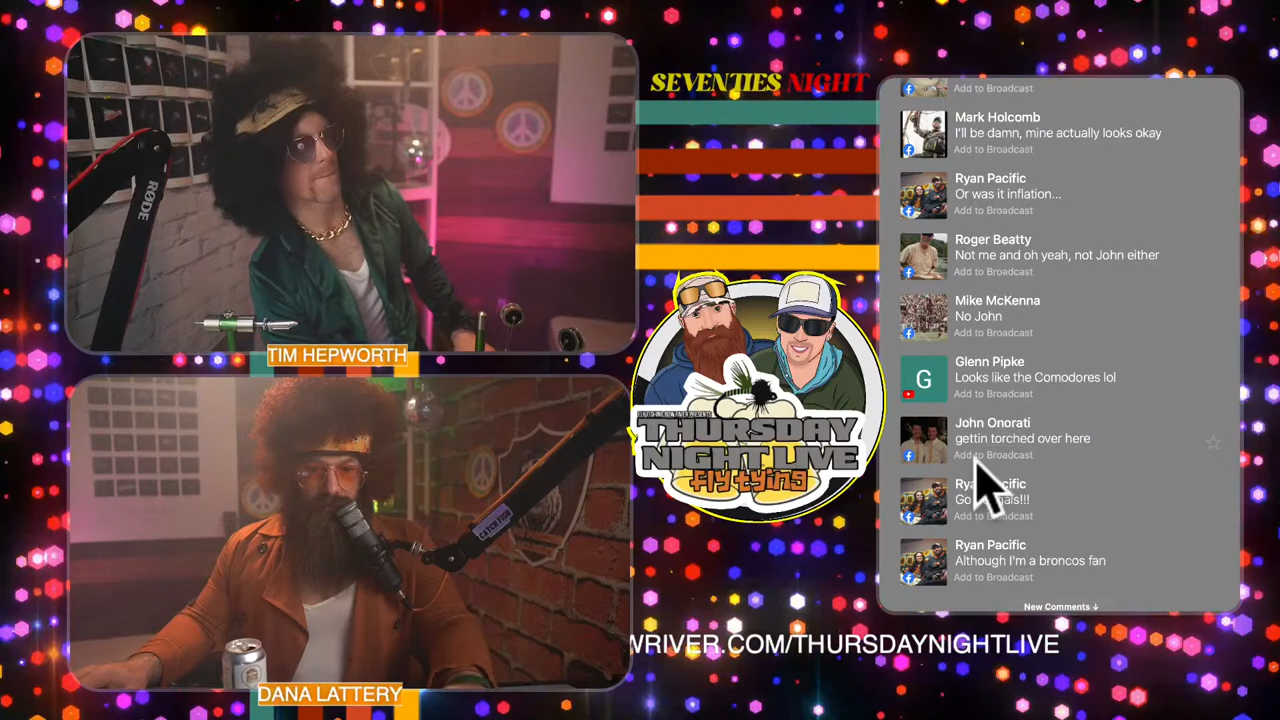 SEVENTIES NIGHT
RØDE
TIM HEPWORTH
CATCH FISH
DANA LATTERY
THURSDAY
NIGHT LIVE
fly tying
WRIVER.COM/THURSDAYNIGHTLIVE
Add to Broadcast
Mark Holcomb
I'll be damn, mine actually looks okay
Add to Broadcast
Ryan Pacific
Or was it inflation...
Add to Broadcast
Roger Beatty
Not me and oh yeah, not John either
Add to Broadcast
Mike McKenna
No John
Add to Broadcast
G
Glenn Pipke
Looks like the Comodores lol
Add to Broadcast
John Onorati
gettin torched over here
Add to Broadcast
Add to Broadcast
Ryan Pacific
Although I'm a broncos fan
Add to Broadcast
New Comments ↓